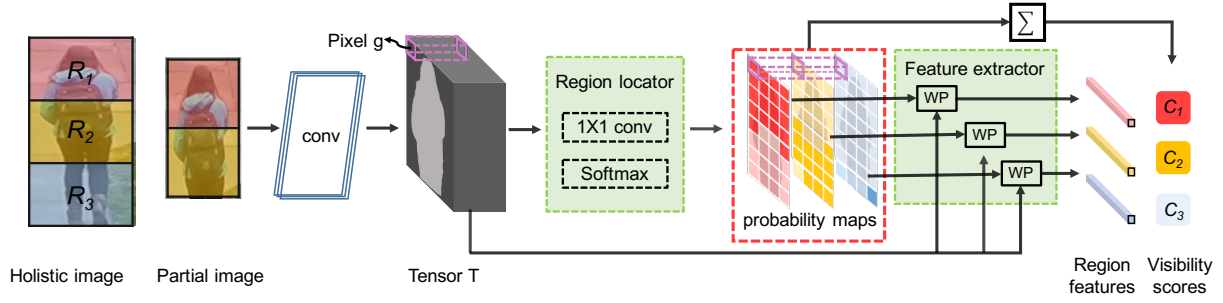 R1
R2
R3
Holistic image
Partial image
conv
Pixel g
Tensor T
Region locator
1X1 conv
Softmax
probability maps
∑
Feature extractor
WP
WP
WP
C1
C2
C3
Region
features
Visibility
scores